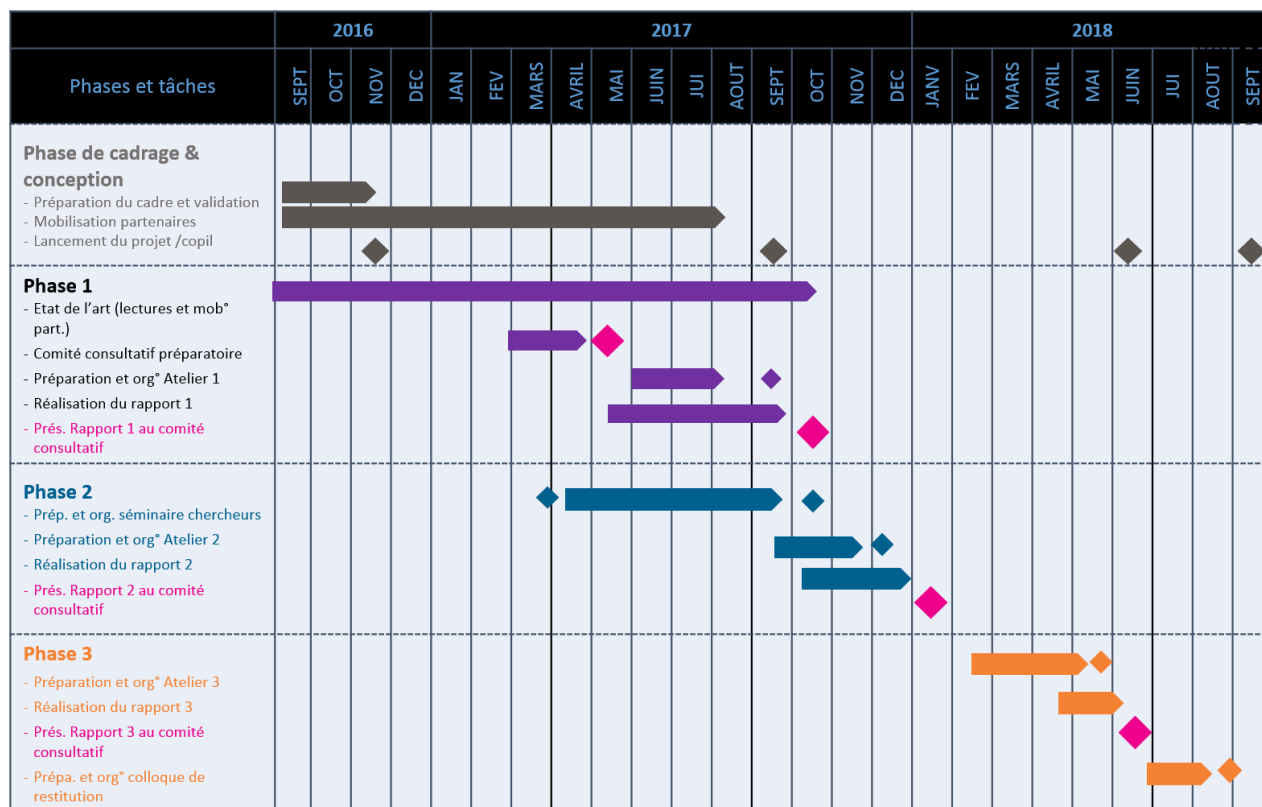 2016 2017 2018
Phases et tâches SEPT OCT NOV DEC JAN FEV MARS AVRIL MAI JUIN JUI AOUT SEPT OCT NOV DEC JANV FEV MARS AVRIL MAI JUIN JUI AOUT SEPT
Phase de cadrage &
conception
- Préparation du cadre et validation
- Mobilisation partenaires
- Lancement du projet /copil
Phase 1
- Etat de l'art (lectures et mob°
part.)
- Comité consultatif préparatoire
- Préparation et org° Atelier 1
- Réalisation du rapport 1
- Prés. Rapport 1 au comité
consultatif
Phase 2
- Prép. et org. séminaire chercheurs
- Préparation et org° Atelier 2
- Réalisation du rapport 2
- Prés. Rapport 2 au comité
consultatif
Phase 3
- Préparation et org° Atelier 3
- Réalisation du rapport 3
- Prés. Rapport 3 au comité
consultatif
- Prépa. et org° colloque de
restitution